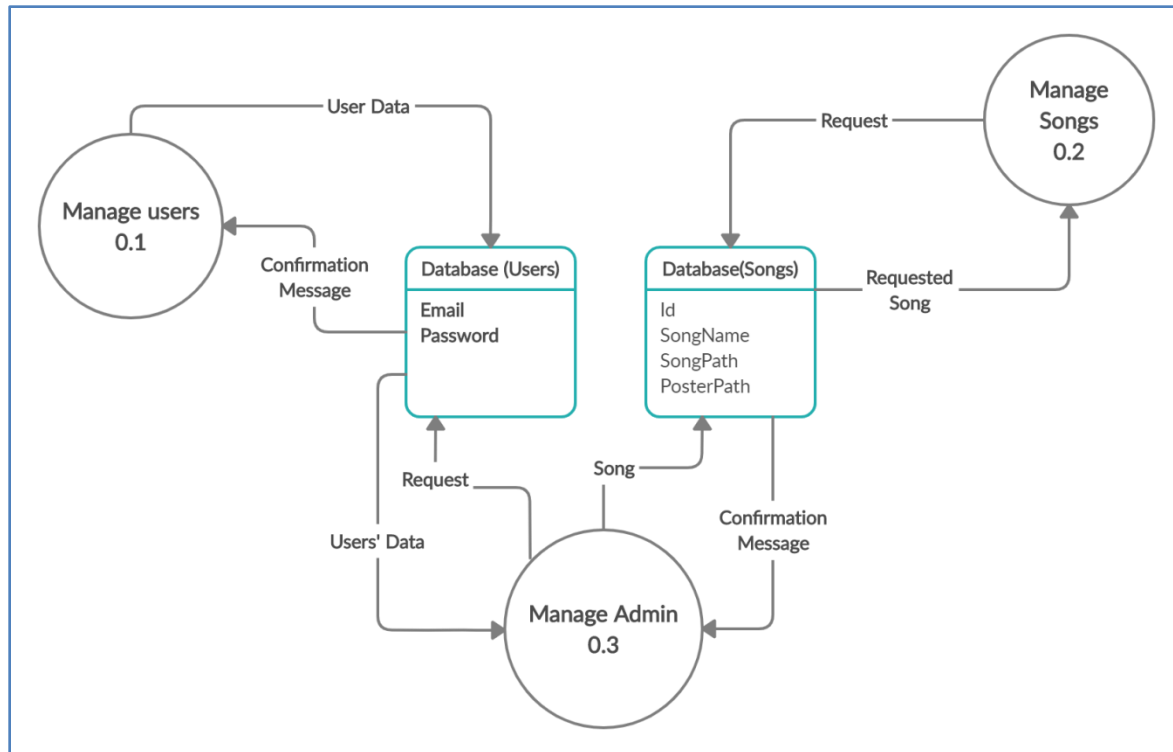 User Data
Manage
Songs
0.2
Request
Manage users
0.1
Confirmation
Message
Database (Users)
Email
Password
Database(Songs)
Id
SongName
SongPath
PosterPath
Requested
Song
Request
Song
Users' Data
Confirmation
Message
Manage Admin
0.3